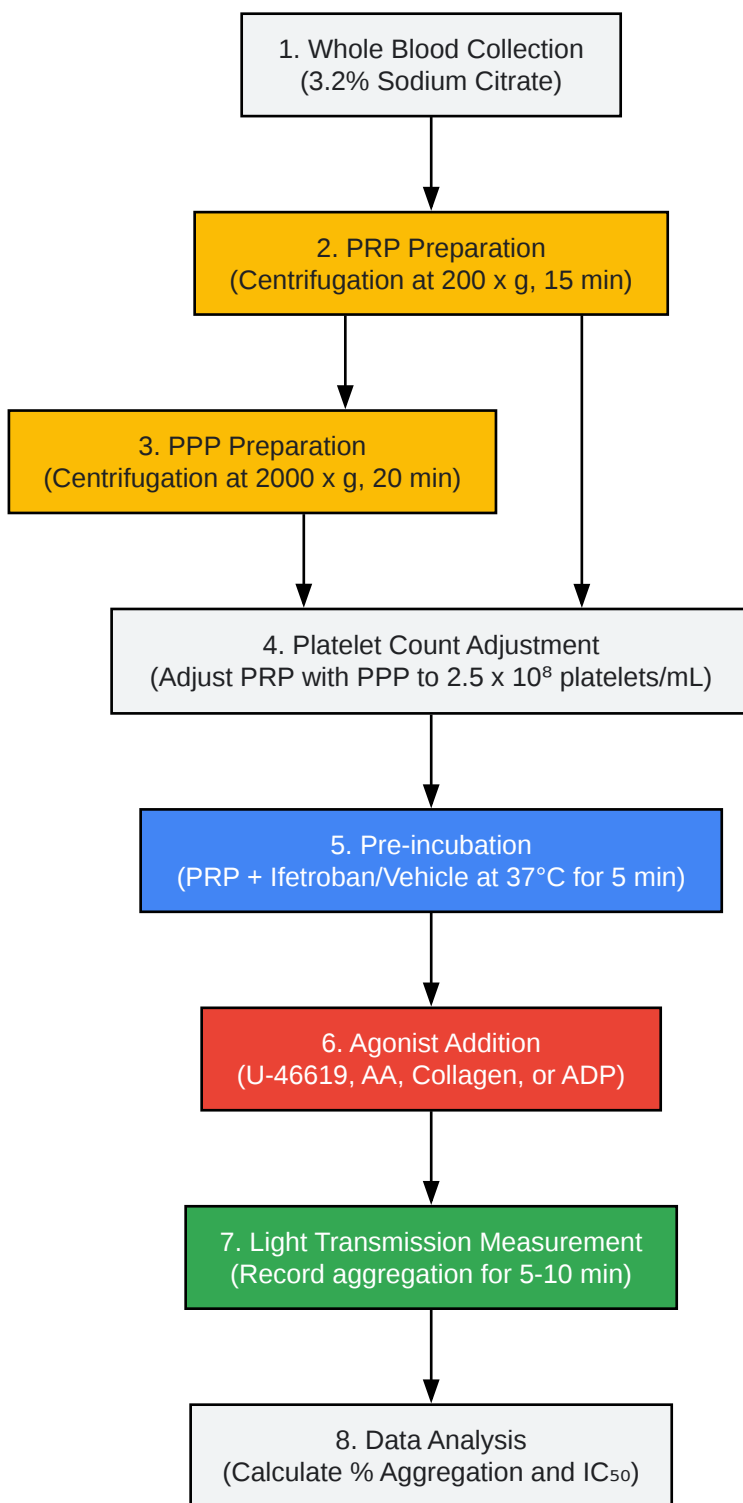 1. Whole Blood Collection
(3.2% Sodium Citrate)
2. PRP Preparation
(Centrifugation at 200 x g, 15 min)
3. PPP Preparation
(Centrifugation at 2000 x g, 20 min)
4. Platelet Count Adjustment
(Adjust PRP with PPP to 2.5 x 10⁸ platelets/mL)
5. Pre-incubation
(PRP + Ifetroban/Vehicle at 37°C for 5 min)
6. Agonist Addition
(U-46619, AA, Collagen, or ADP)
7. Light Transmission Measurement
(Record aggregation for 5-10 min)
8. Data Analysis
(Calculate % Aggregation and IC₅₀)